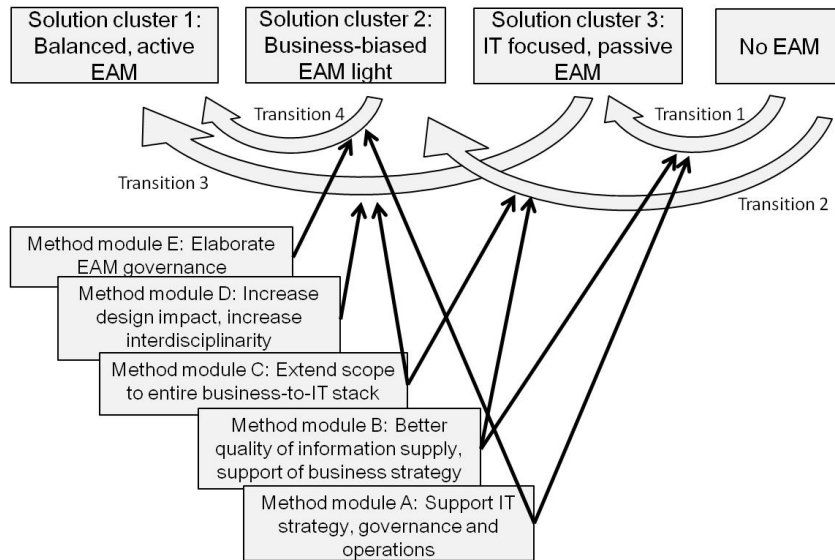 Solution cluster 1:
Balanced, active
EAM
Solution cluster 2:
Business-biased
EAM light
Solution cluster 3:
IT focused, passive
EAM
No EAM
Transition 4
Transition 1
Transition 3
Transition 2
Method module E: Elaborate
EAM governance
Method module D: Increase
design impact, increase
interdisciplinarity
Method module C: Extend scope
to entire business-to-IT stack
Method module B: Better
quality of information supply,
support of business strategy
Method module A: Support IT
strategy, governance and
operations